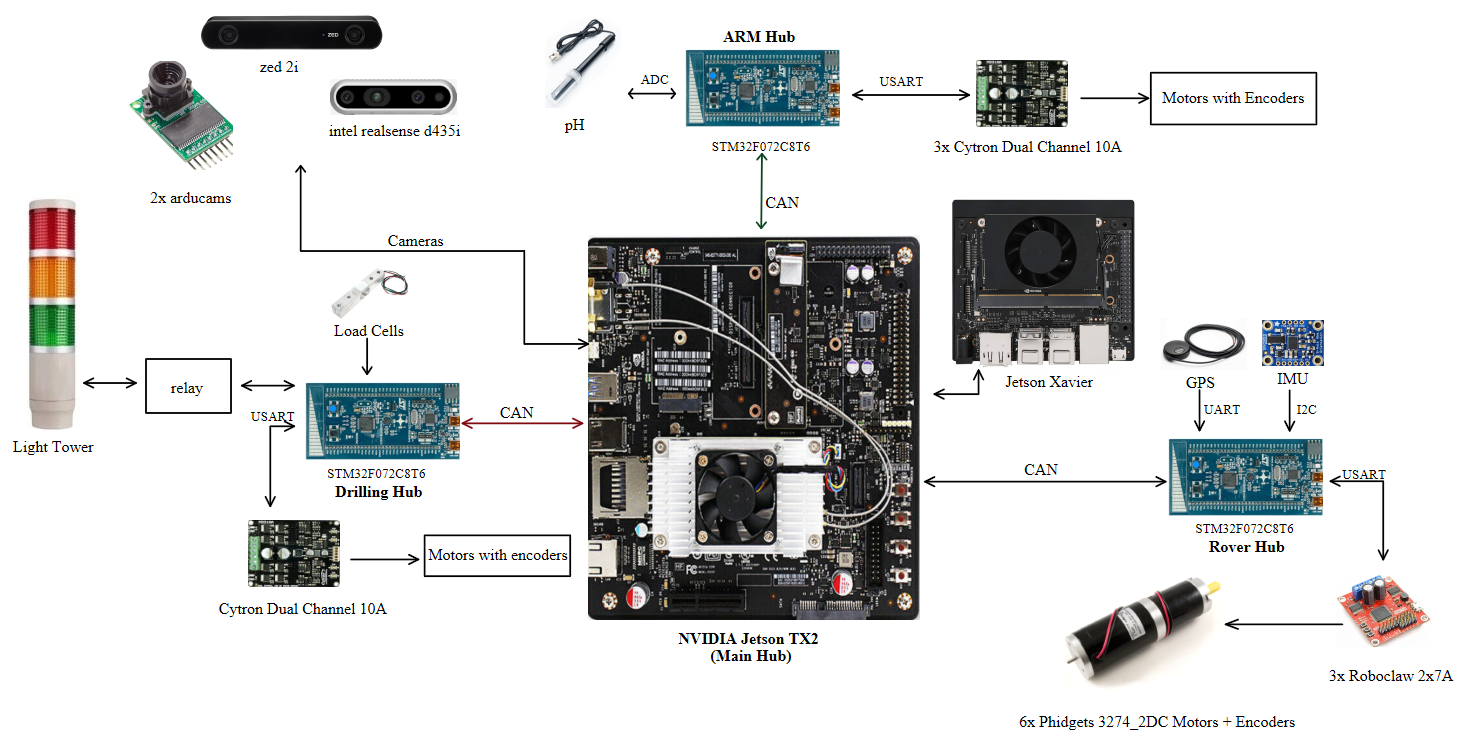 ARM Hub
ZED
zed 2i
ADC
USART
Motors with Encoders
intel realsense d435i
pH
STM32F072C8T6
3x Cytron Dual Channel 10A
2x arducams
CAN
Cameras
Load Cells
Jetson Xavier
GPS
IMU
relay
UART
I2C
USART
CAN
Light Tower
STM32F072C8T6
Drilling Hub
CAN
USART
STM32F072C8T6
Rover Hub
Motors with encoders
Cytron Dual Channel 10A
NVIDIA Jetson TX2
(Main Hub)
3x Roboclaw 2x7A
6x Phidgets 3274_2DC Motors + Encoders